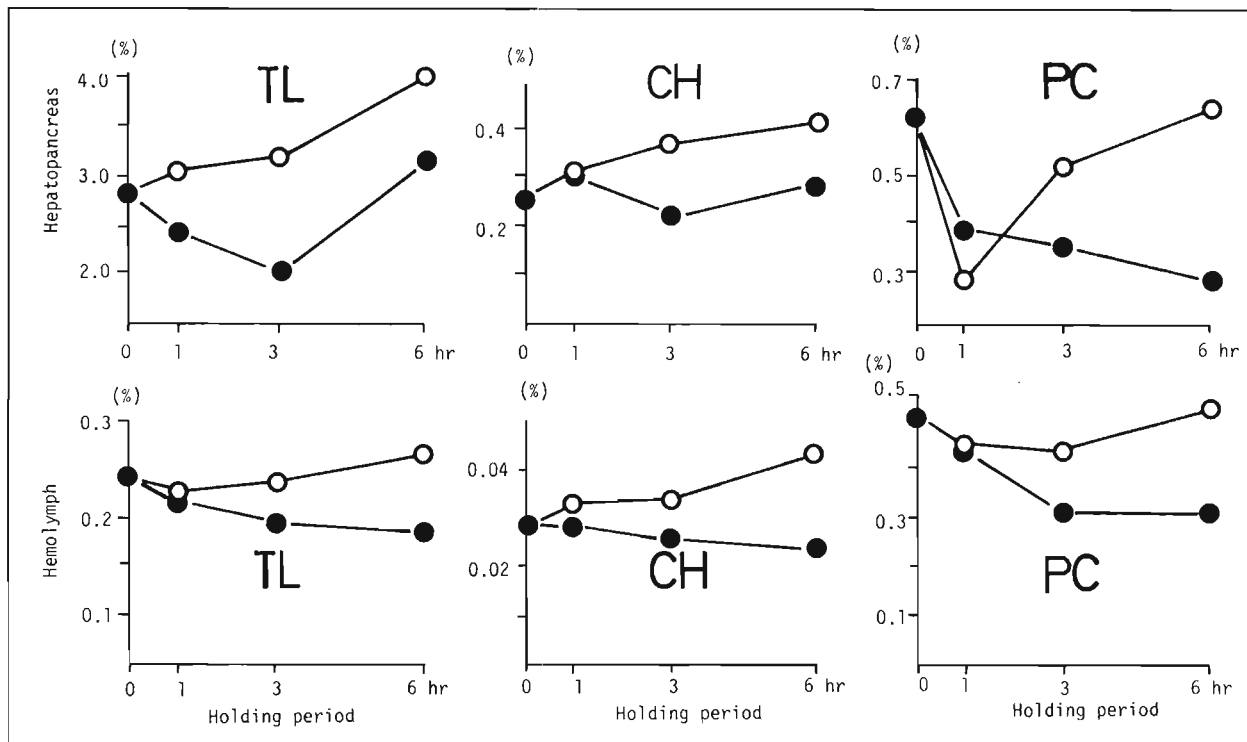 (%) (%) (%)
4.0 TL
3.0
2.0
Hepatopancreas
0 1 3 6 hr
CH
0.4
0.2
0 1 3 6 hr
0.7 PC
0.5
0.3
0 1 3 6 hr
(%) (%) (%)
0.3
0.2
0.1
TL
Hemolymph
0 1 3 6 hr
Holding period
0.04
0.02
CH
0 1 3 6 hr
Holding period
0.5
0.3
0.1
PC
0 1 3 6 hr
Holding period